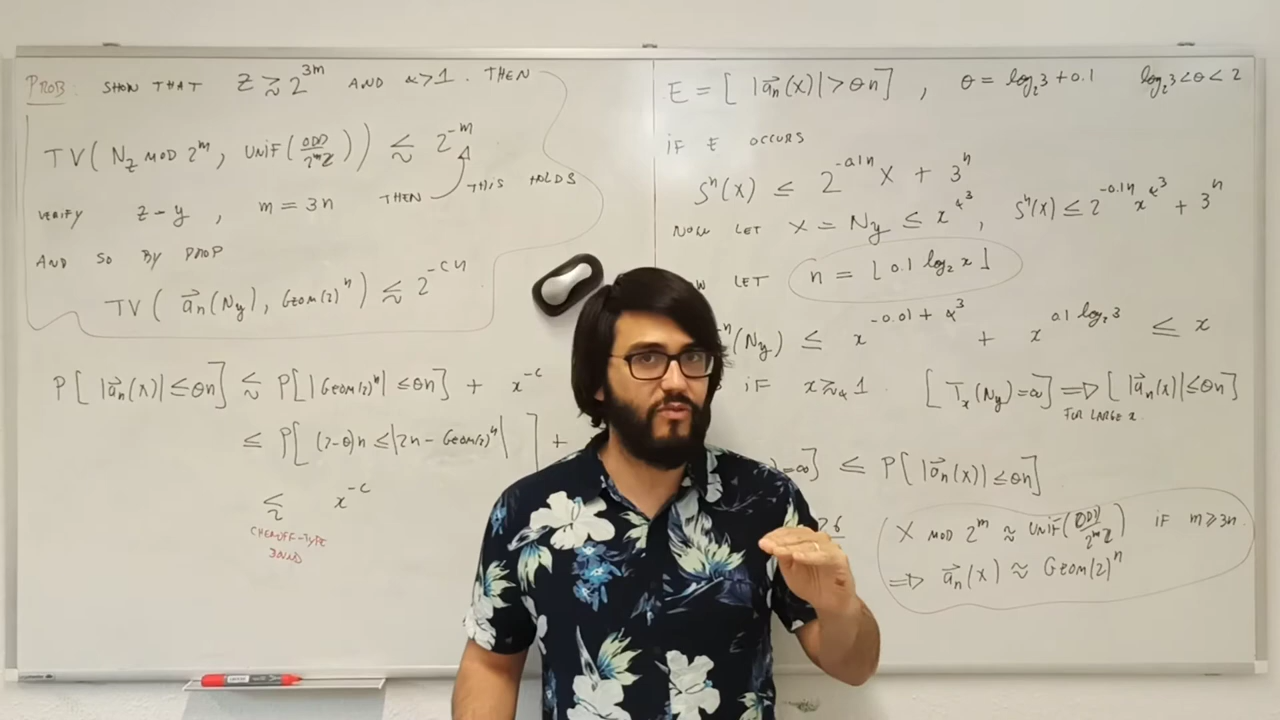 PROB: SHOW THAT Z ≳ 2^{3m} AND α>1. THEN
TV( N_Z MOD 2^m, UNIF( ODD/2^mℤ ) ) ≲ 2^{-m}
VERIFY Z=y, m=3n THEN THIS HOLDS
AND SO BY PROP
TV( a⃗_n(N_y), GEOM(2)^n ) ≲ 2^{-cn}
P[ |a⃗_n(x)| ≤ θn ] ≲ P[ |GEOM(2)^n| ≤ θn ] + x^{-c}
≤ P[ (2-θ)n ≤ |2n - GEOM(2)^n| ] +
≲ x^{-c}
CHERNOFF-TYPE
BOUND
E = [ |a⃗_n(x)| > θn ], θ = log_2 3 + 0.1 log_2 3 < θ < 2
IF E OCCURS
S^n(x) ≤ 2^{-0.1n} X + 3^n
NOW LET X = N_y ≤ x^{α^3}, S^n(x) ≤ 2^{-0.1n} x^{α^3} + 3^n
LET n = ⌊ 0.1 log_2 x ⌋
(N_y) ≤ x^{-0.01 + α^3} + x^{0.1 log_2 3} ≤ x
IF x ≳_α 1. [ T_x(N_y) = ∞ ] ⟹ [ |a⃗_n(x)| ≤ θn ]
FOR LARGE x.
=∞ ] ≤ P[ |a⃗_n(x)| ≤ θn ]
X MOD 2^m ≈ UNIF( ODD/2^mℤ ) IF m ≥ 3n.
⟹ a⃗_n(x) ≈ GEOM(2)^n